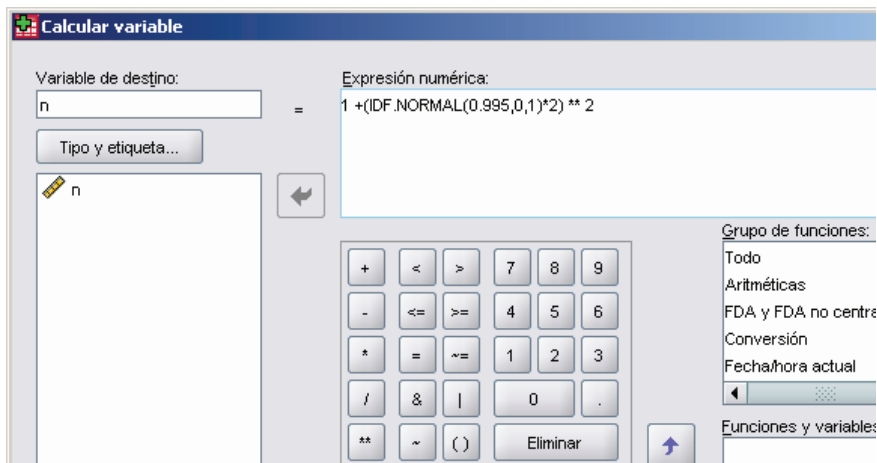 Calcular variable
Variable de destino:
n
Tipo y etiqueta...
n
=
Expresión numérica:
1 +(IDF.NORMAL(0.995,0,1)*2) ** 2
+ < > 7 8 9
- <= >= 4 5 6
* = ~= 1 2 3
/ & | 0 .
** ~ ( ) Eliminar
Grupo de funciones:
Todo
Aritméticas
FDA y FDA no centra
Conversión
Fecha/hora actual
Funciones y variables